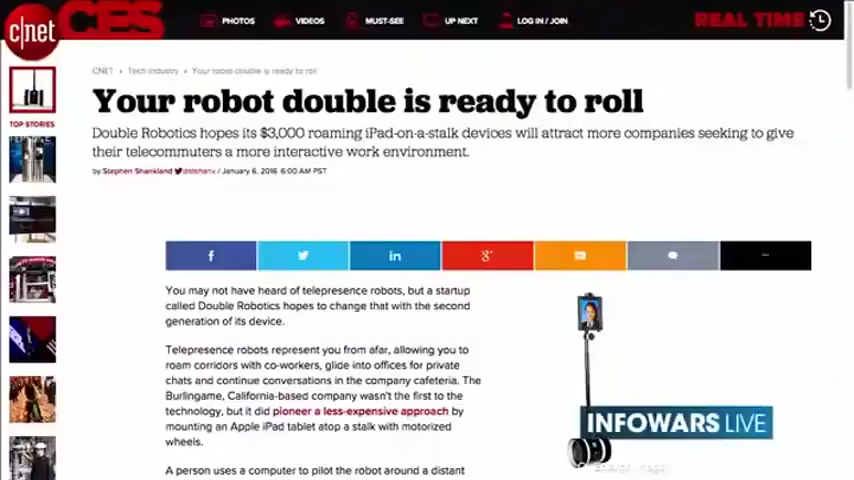 c|net
CES
PHOTOS
VIDEOS
MUST-SEE
UP NEXT
LOG IN / JOIN
REAL TIME
CNET › Tech industry › Your robot double is ready to roll
TOP STORIES
Your robot double is ready to roll
Double Robotics hopes its $3,000 roaming iPad-on-a-stalk devices will attract more companies seeking to give
their telecommuters a more interactive work environment.
by Stephen Shankland / January 6, 2016 6:00 AM PST
f
in
g+
...
You may not have heard of telepresence robots, but a startup
called Double Robotics hopes to change that with the second
generation of its device.
Telepresence robots represent you from afar, allowing you to
roam corridors with co-workers, glide into offices for private
chats and continue conversations in the company cafeteria. The
Burlingame, California-based company wasn't the first to the
technology, but it did pioneer a less-expensive approach by
mounting an Apple iPad tablet atop a stalk with motorized
wheels.
A person uses a computer to pilot the robot around a distant
INFOWARS LIVE